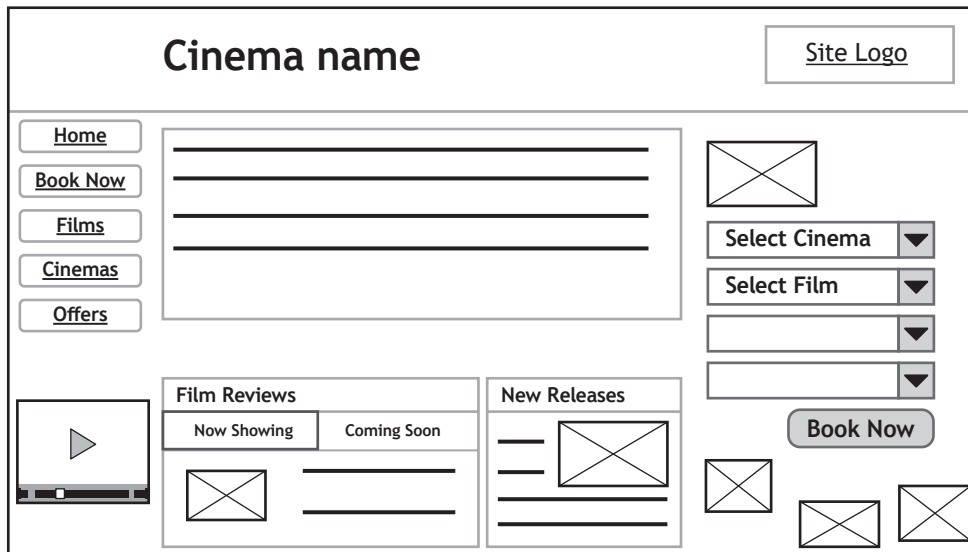 Cinema name
Site Logo
Home
Book Now
Films
Cinemas
Offers
Select Cinema
Select Film
Book Now
Film Reviews
Now Showing
Coming Soon
New Releases